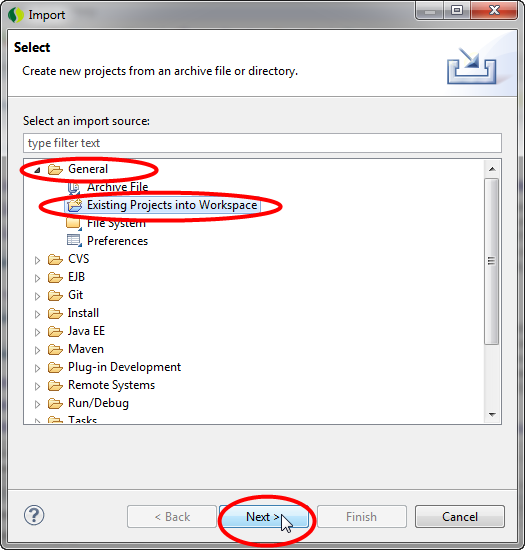 Import
Select
Create new projects from an archive file or directory.
Select an import source:
type filter text
General
Archive File
Existing Projects into Workspace
File System
Preferences
CVS
EJB
Git
Install
Java EE
Maven
Plug-in Development
Remote Systems
Run/Debug
Tasks
?
< Back
Next >
Finish
Cancel